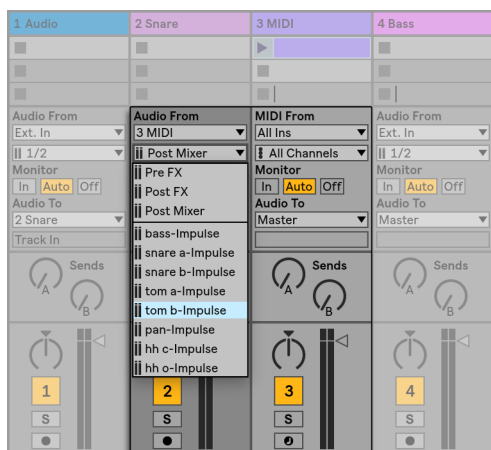 1 Audio
2 Snare
3 MIDI
4 Bass
Audio From
Ext. In
1/2
Monitor
In Auto Off
Audio To
2 Snare
Track In
Sends
A
B
1
S
Audio From
3 MIDI
Post Mixer
Pre FX
Post FX
Post Mixer
bass-Impulse
snare a-Impulse
snare b-Impulse
tom a-Impulse
tom b-Impulse
pan-Impulse
hh c-Impulse
hh o-Impulse
2
S
MIDI From
All Ins
All Channels
Monitor
In Auto Off
Audio To
Master
Sends
A
B
3
S
Audio From
Ext. In
1/2
Monitor
In Auto Off
Audio To
Master
Sends
A
B
4
S